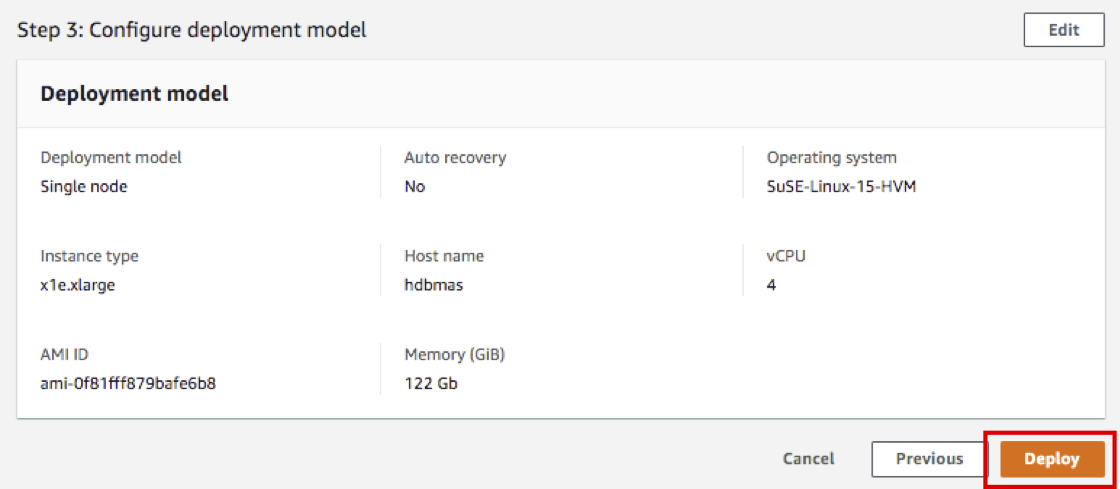 Step 3: Configure deployment model
Edit
Deployment model
Deployment model
Auto recovery
Operating system
Single node
No
SuSE-Linux-15-HVM
Instance type
Host name
vCPU
x1e.xlarge
hdbmas
4
AMI ID
Memory (GiB)
ami-0f81fff879bafe6b8
122 Gb
Cancel
Previous
Deploy